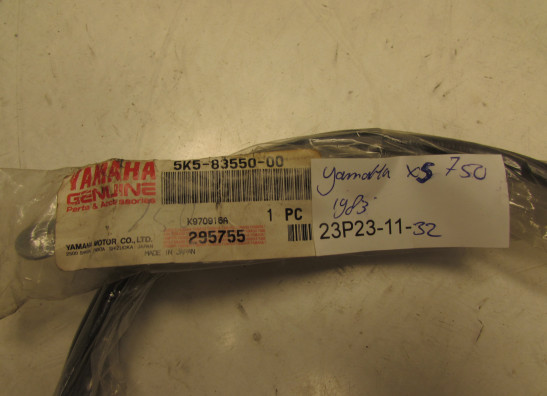 YAMAHA
GENUINE
Parts & Accessories
5K5-83550-00
K970916A
1 PC
YAMAHA MOTOR CO., LTD.
295755
MADE IN JAPAN
yamaha xs 750
1983
23P23-11-32